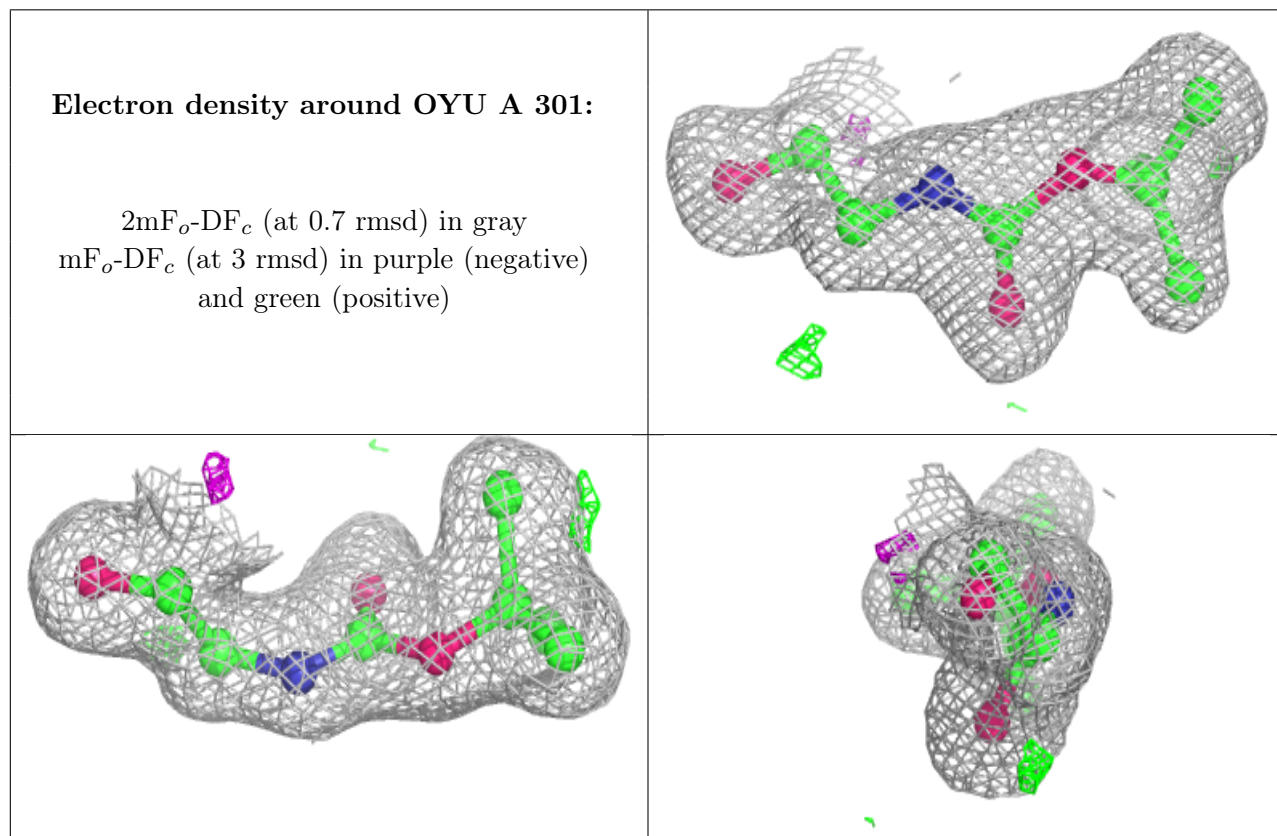 Electron density around OYU A 301:
2mFₒ-DF𝒸 (at 0.7 rmsd) in gray
mFₒ-DF𝒸 (at 3 rmsd) in purple (negative)
and green (positive)